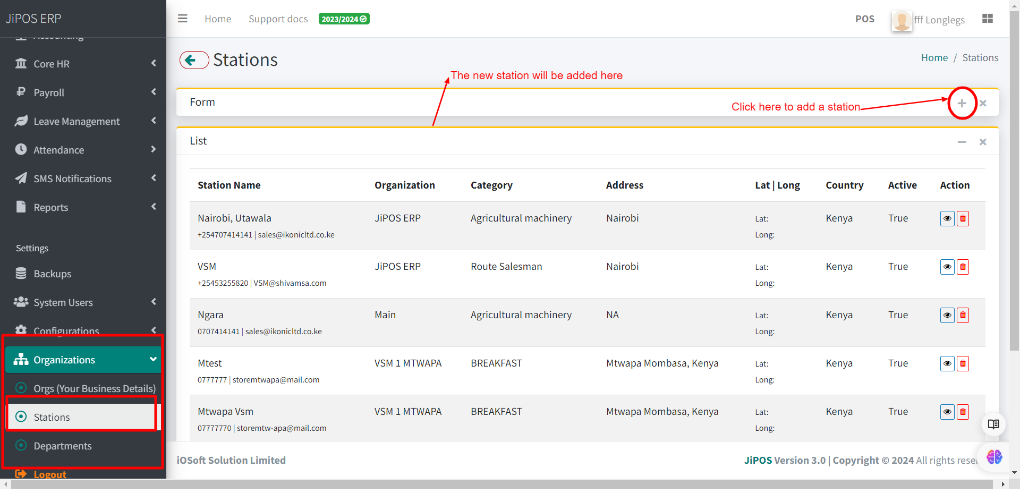 JiPOS ERP
Home Support docs 2023/2024
POS fff Longlegs
Accounting
Core HR
Payroll
Leave Management
Attendance
SMS Notifications
Reports
Settings
Backups
System Users
Configurations
Organizations
Orgs (Your Business Details)
Stations
Departments
Logout
Stations
Home / Stations
The new station will be added here
Form
Click here to add a station
List
Station Name Organization Category Address Lat | Long Country Active Action
Nairobi, Utawala JiPOS ERP Agricultural machinery Nairobi Lat: Kenya True
+254707414141 | sales@ikonicltd.co.ke Long:
VSM JiPOS ERP Route Salesman Nairobi Lat: Kenya True
+25453255820 | VSM@shivamsa.com Long:
Ngara Main Agricultural machinery NA Lat: Kenya True
0707414141 | sales@ikonicltd.co.ke Long:
Mtest VSM 1 MTWAPA BREAKFAST Mtwapa Mombasa, Kenya Lat: Kenya True
0777777 | storemtwapa@mail.com Long:
Mtwapa Vsm VSM 1 MTWAPA BREAKFAST Mtwapa Mombasa, Kenya Lat: Kenya True
07777770 | storemtw-apa@mail.com Long:
iOSoft Solution Limited
JiPOS Version 3.0 | Copyright © 2024 All rights rese